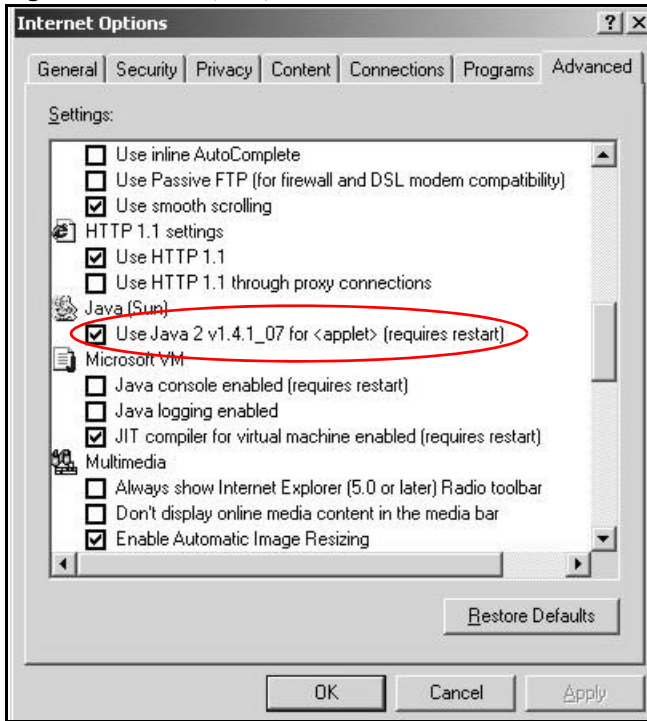 Internet Options
General Security Privacy Content Connections Programs Advanced
Settings:
Use inline AutoComplete
Use Passive FTP (for firewall and DSL modem compatibility)
Use smooth scrolling
HTTP 1.1 settings
Use HTTP 1.1
Use HTTP 1.1 through proxy connections
Java (Sun)
Use Java 2 v1.4.1_07 for <applet> (requires restart)
Microsoft VM
Java console enabled (requires restart)
Java logging enabled
JIT compiler for virtual machine enabled (requires restart)
Multimedia
Always show Internet Explorer (5.0 or later) Radio toolbar
Don't display online media content in the media bar
Enable Automatic Image Resizing
Restore Defaults
OK Cancel Apply